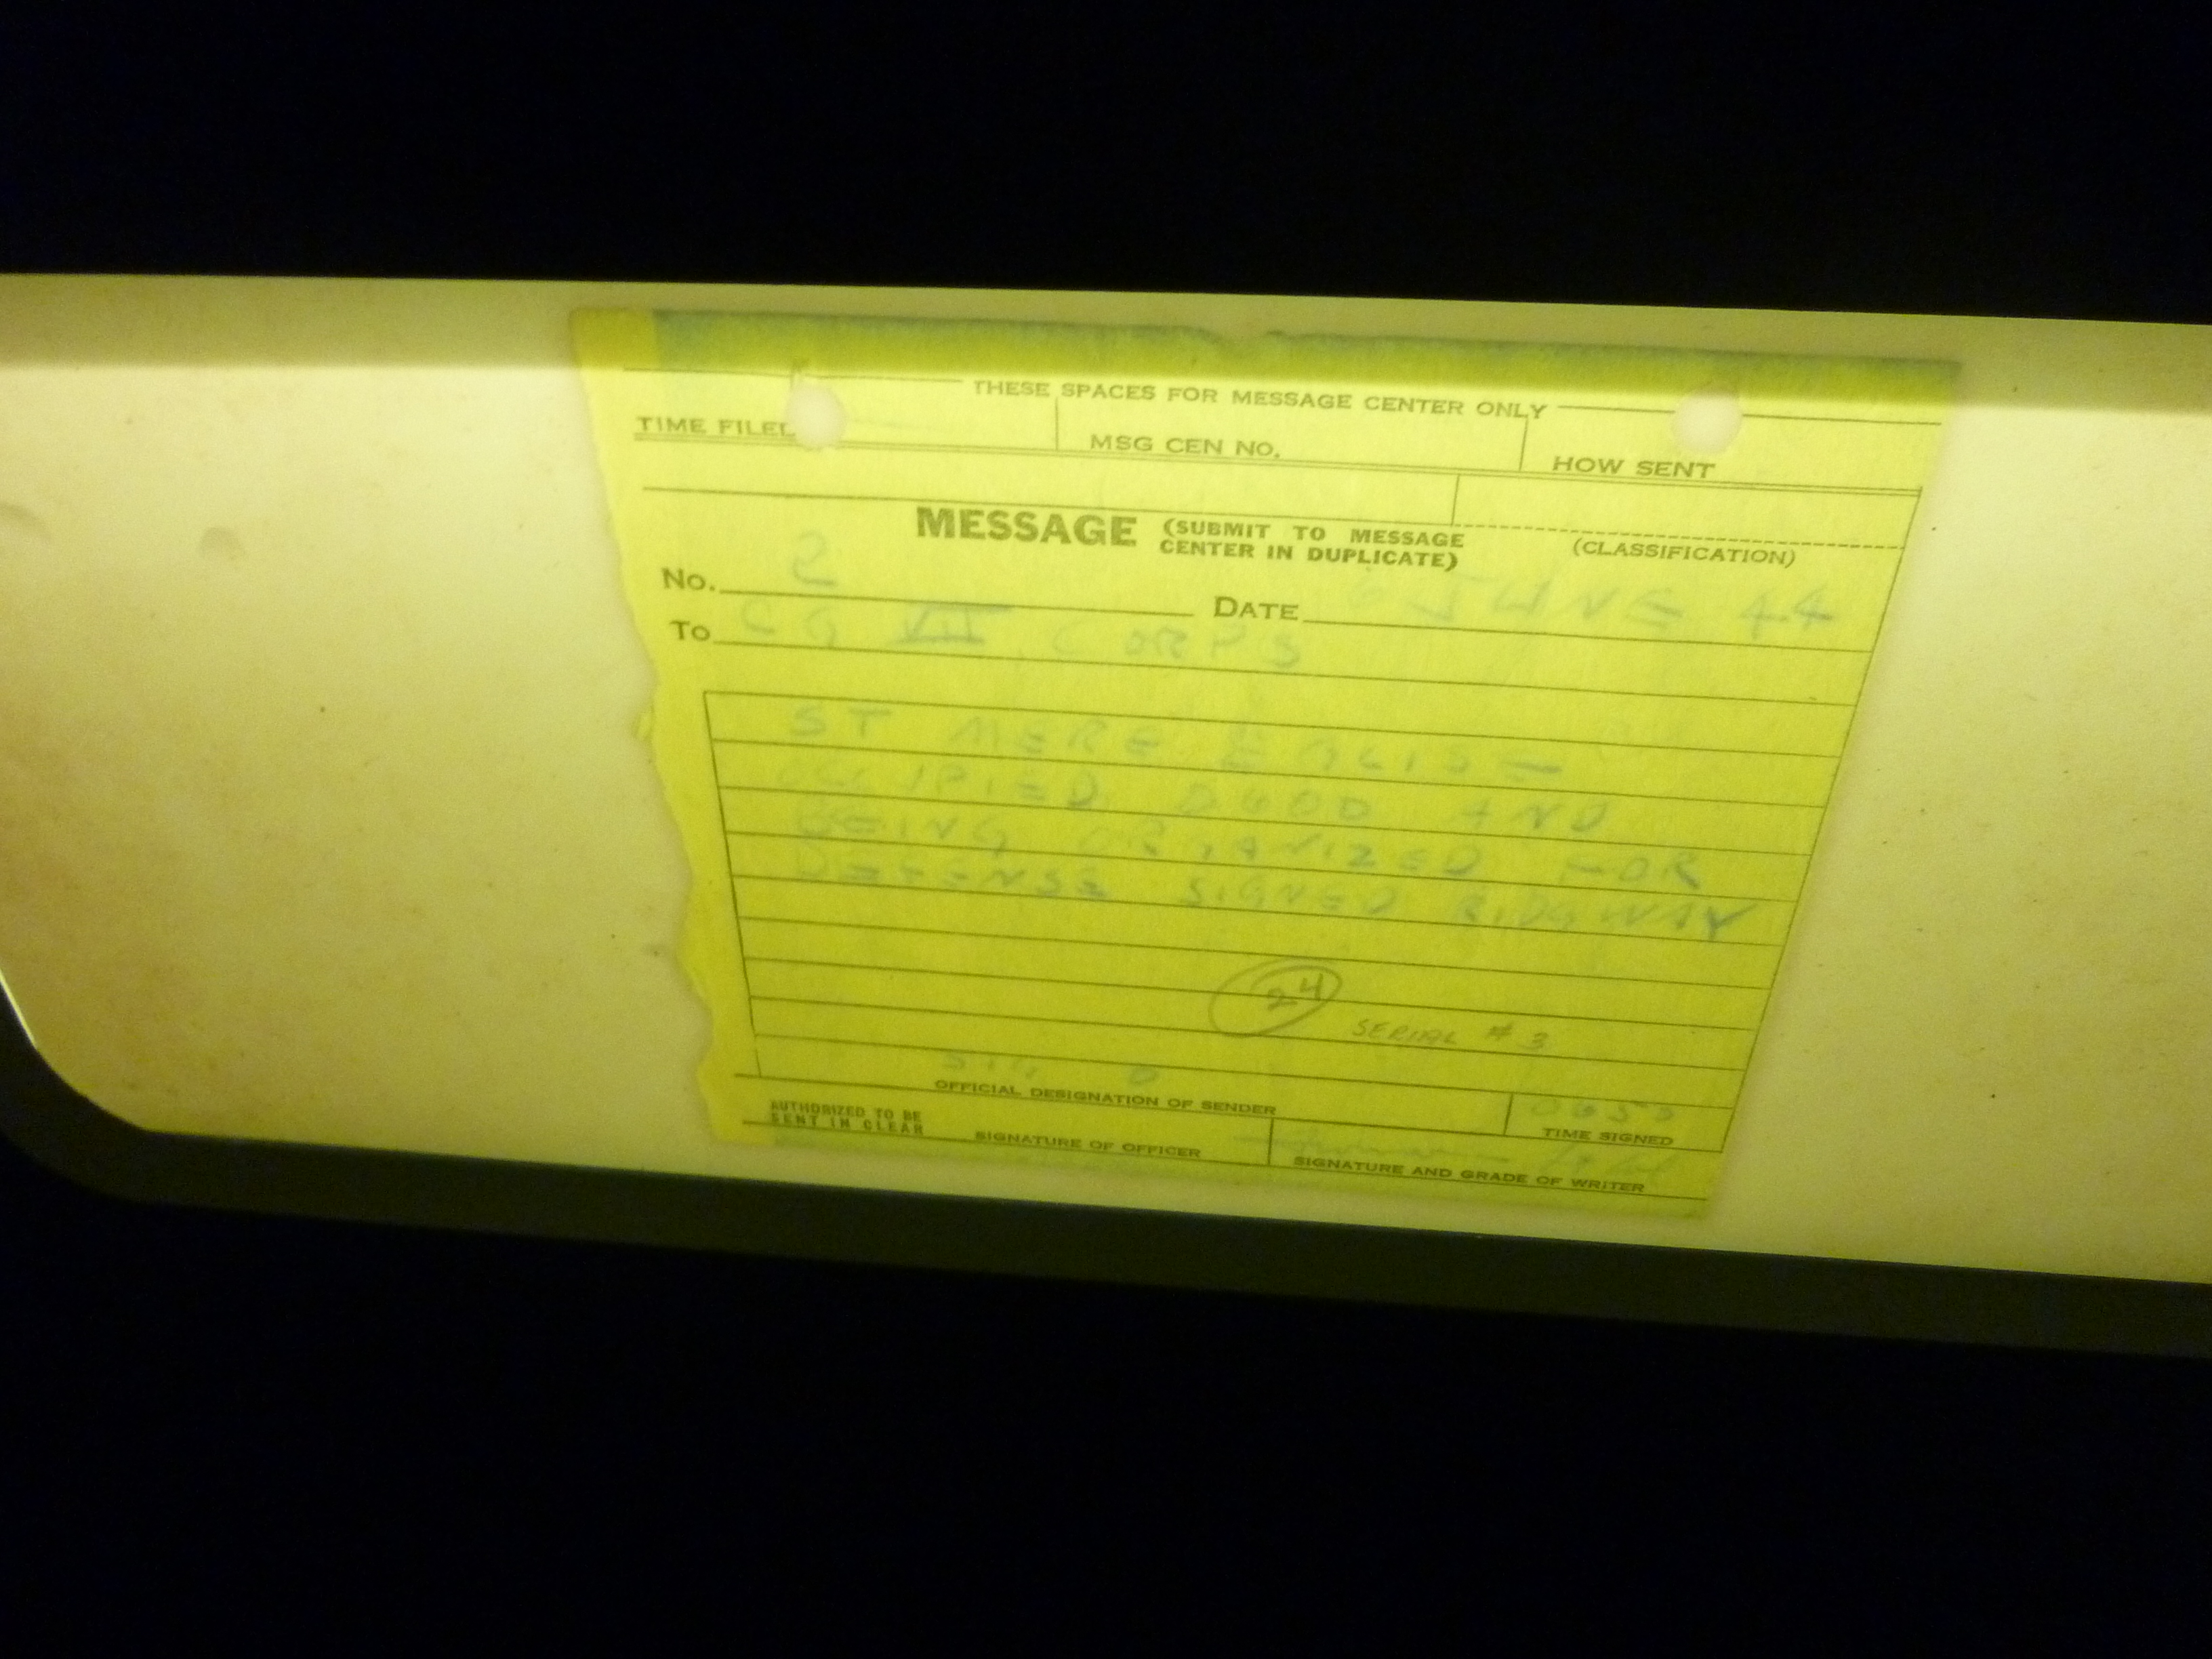 THESE SPACES FOR MESSAGE CENTER ONLY
TIME FILED MSG CEN NO. HOW SENT
MESSAGE (SUBMIT TO MESSAGE CENTER IN DUPLICATE) (CLASSIFICATION)
No. 2 DATE 6 JUNE 44
To CG VII CORPS
ST MERE EGLISE
OCCUPIED 0600 AND
BEING ORGANIZED FOR
DEFENSE SIGNED RIDGWAY
24
SERIAL # 3
OFFICIAL DESIGNATION OF SENDER TIME SIGNED
AUTHORIZED TO BE SENT IN CLEAR
SIGNATURE OF OFFICER SIGNATURE AND GRADE OF WRITER